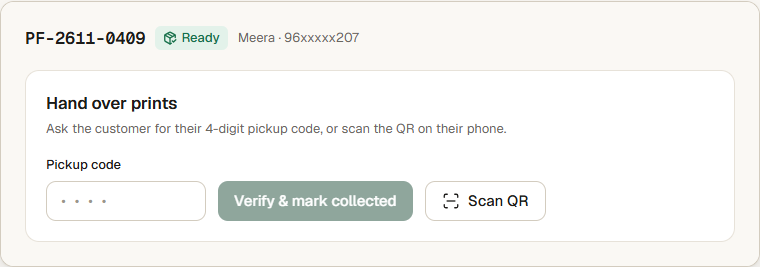 PF-2611-0409 Ready Meera · 96xxxxx207
Hand over prints
Ask the customer for their 4-digit pickup code, or scan the QR on their phone.
Pickup code
• • • • Verify & mark collected Scan QR